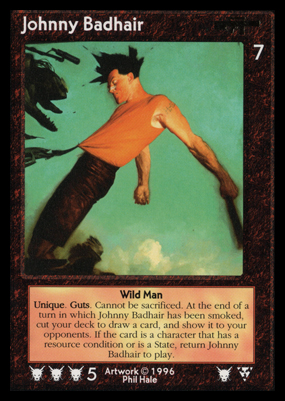 Johnny Badhair
7
Wild Man
Unique. Guts. Cannot be sacrificed. At the end of a
turn in which Johnny Badhair has been smoked,
cut your deck to draw a card, and show it to your
opponents. If the card is a character that has a
resource condition or is a State, return Johnny
Badhair to play.
5
Artwork © 1996
Phil Hale